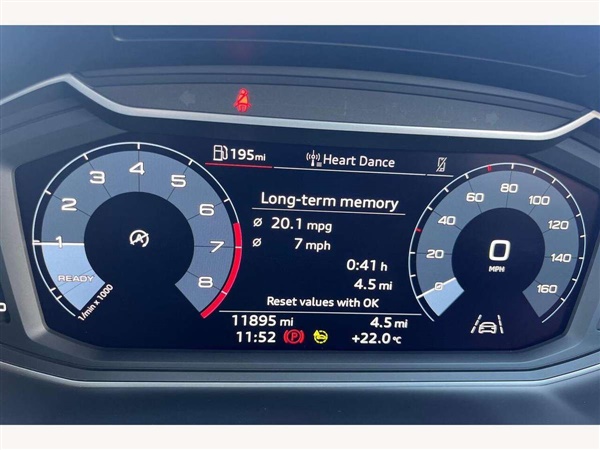 195mi
Heart Dance
Long-term memory
Ø 20.1 mpg
Ø 7 mph
0:41 h
4.5 mi
Reset values with OK
11895 mi
4.5 mi
11:52
P
+22.0°C
1
2
3
4
5
6
7
8
READY
1/min x 1000
A
0
20
40
60
80
100
120
140
160
0
MPH